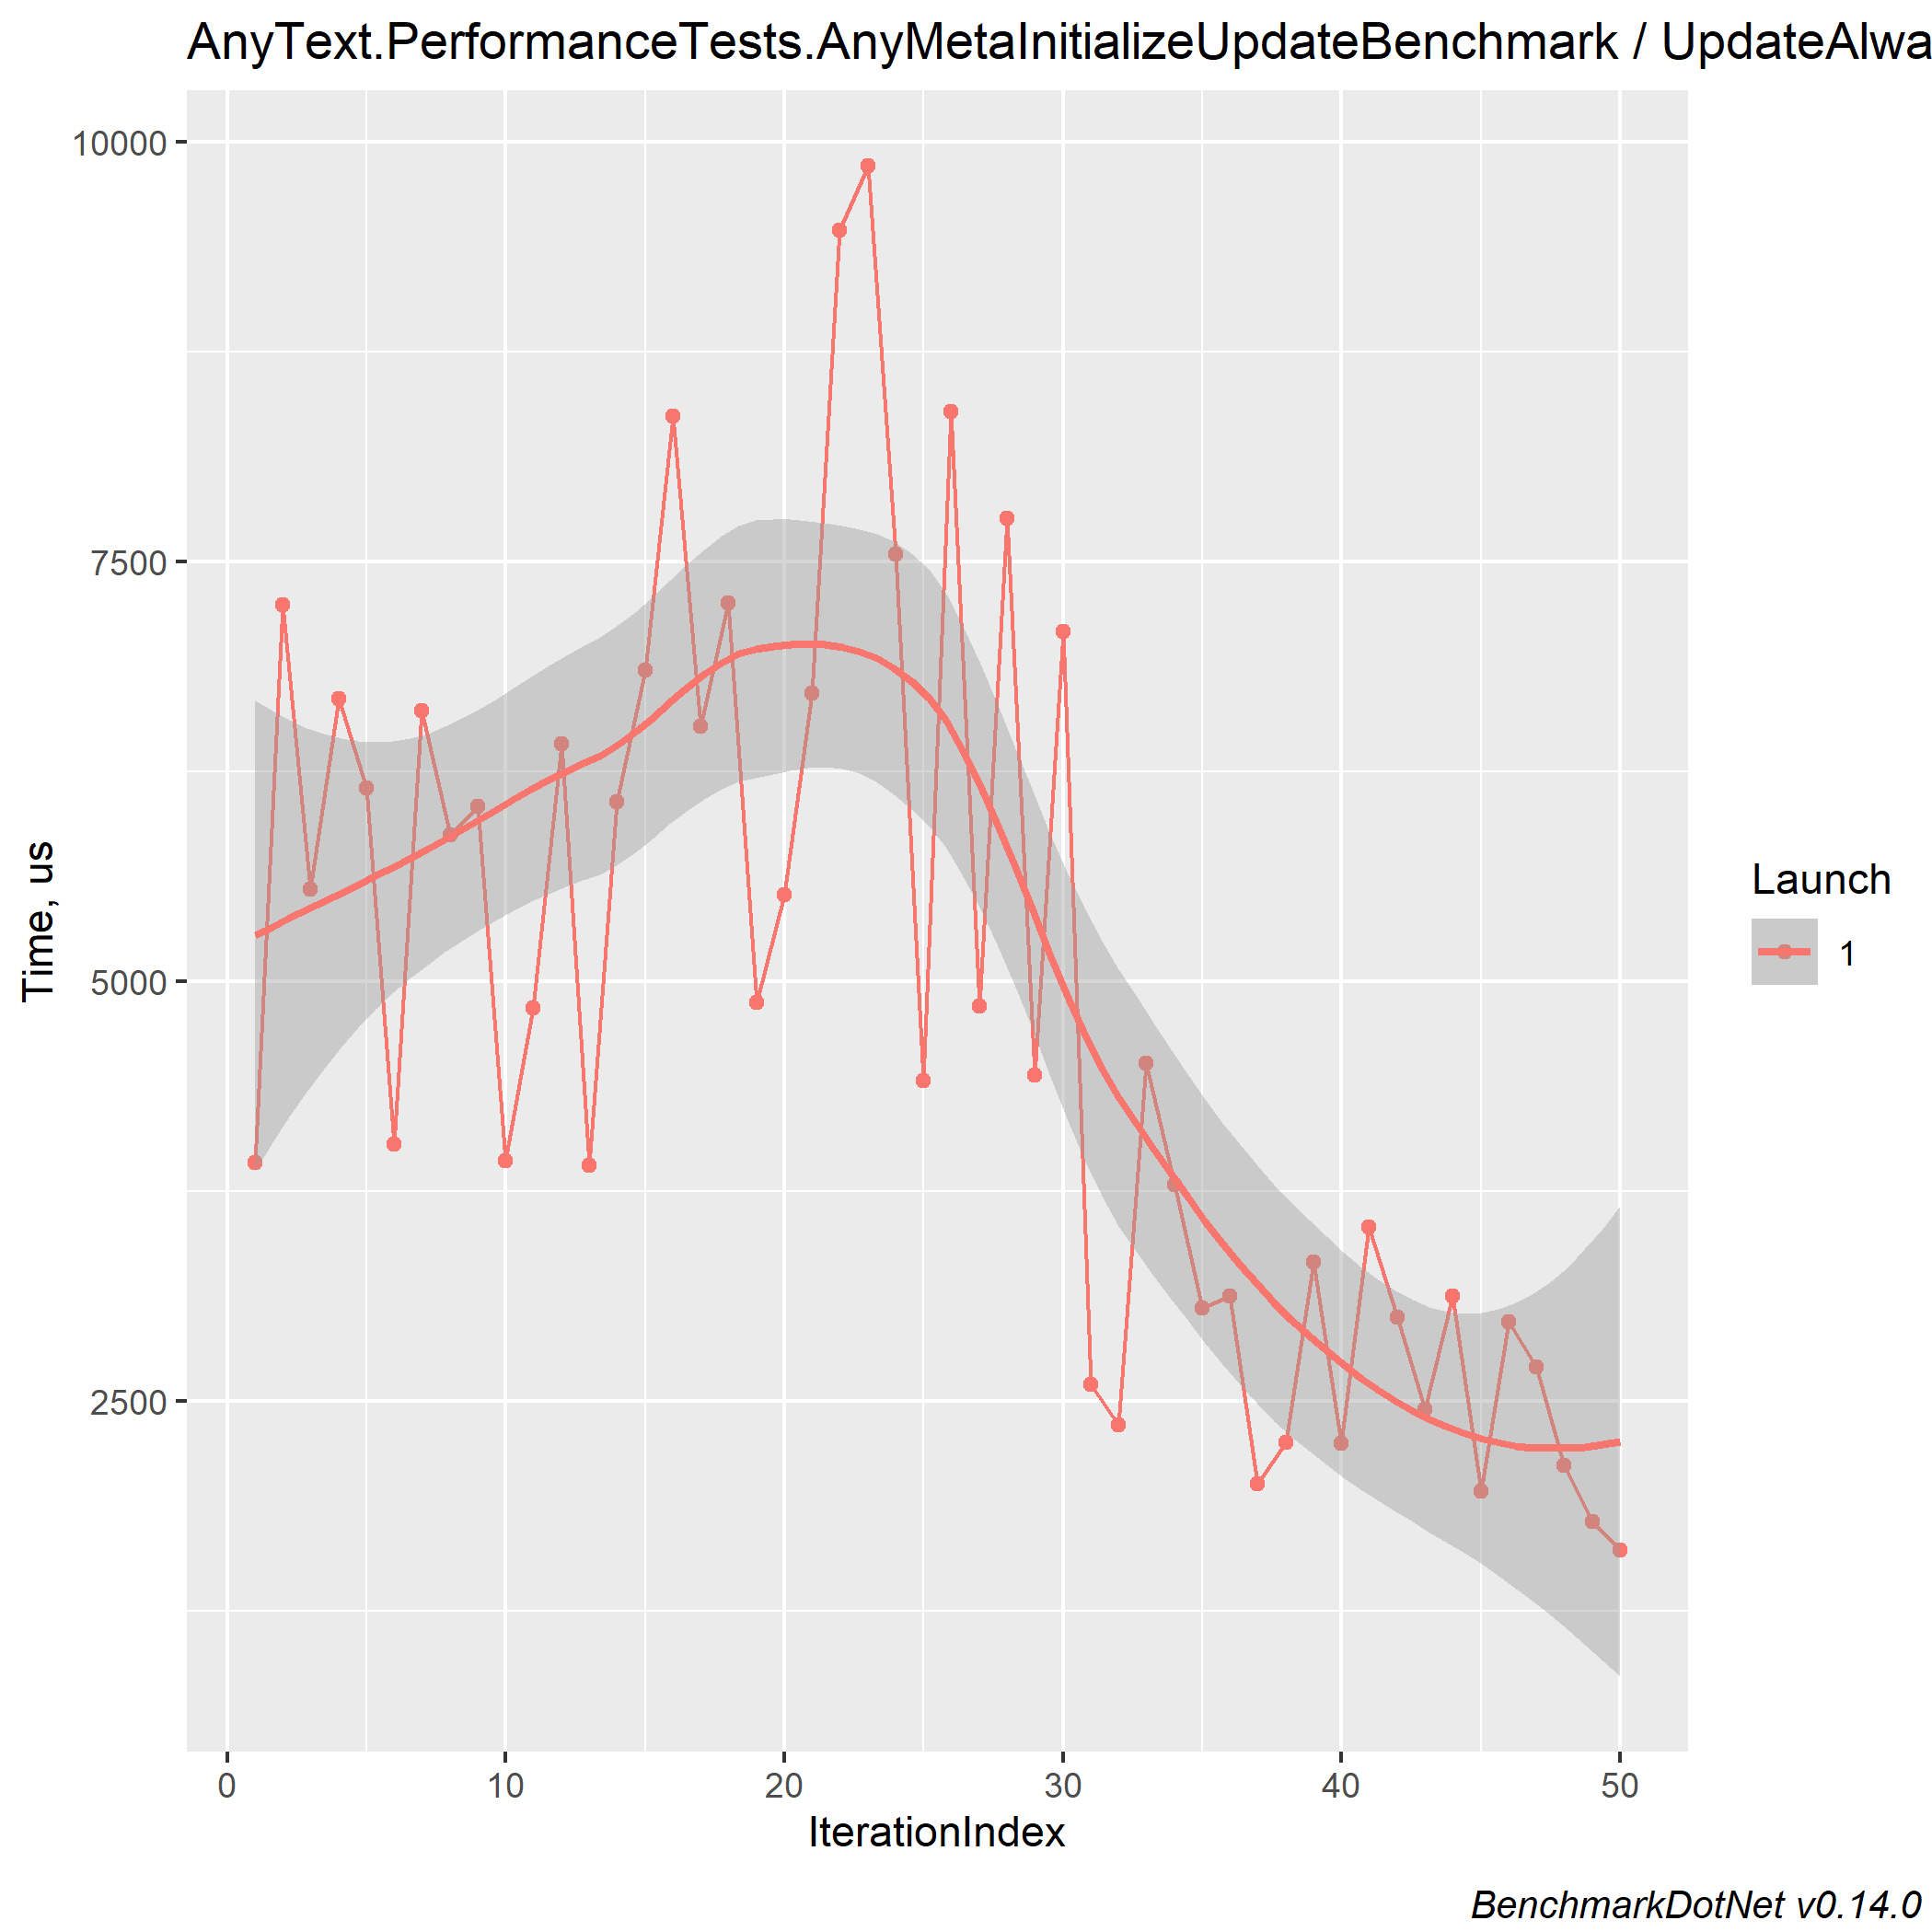 AnyText.PerformanceTests.AnyMetaInitializeUpdateBenchmark / UpdateAlwa
10000
7500
5000
2500
Time, us
0 10 20 30 40 50
IterationIndex
Launch
1
BenchmarkDotNet v0.14.0